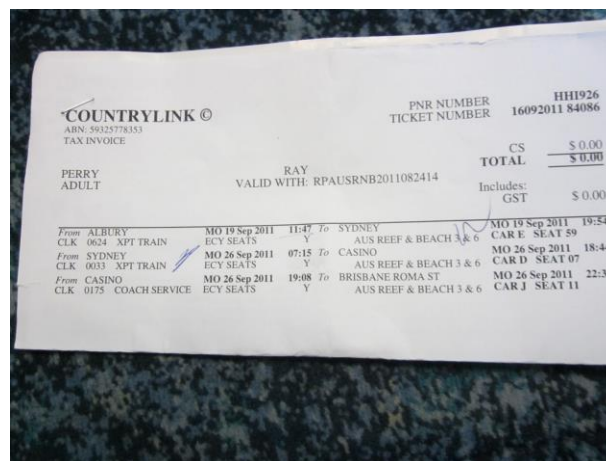 COUNTRYLINK ©
ABN: 59325778353
TAX INVOICE
PNR NUMBER HHI926
TICKET NUMBER 16092011 84086
CS $ 0.00
TOTAL $ 0.00
PERRY RAY
ADULT VALID WITH: RPAUSRNB2011082414
Includes:
GST $ 0.00
From ALBURY MO 19 Sep 2011 11:47 To SYDNEY MO 19 Sep 2011 19:54
CLK 0624 XPT TRAIN ECY SEATS Y AUS REEF & BEACH 3 & 6 CAR E SEAT 59
From SYDNEY MO 26 Sep 2011 07:15 To CASINO MO 26 Sep 2011 18:4
CLK 0033 XPT TRAIN ECY SEATS Y AUS REEF & BEACH 3 & 6 CAR D SEAT 07
From CASINO MO 26 Sep 2011 19:08 To BRISBANE ROMA ST MO 26 Sep 2011 22:3
CLK 0175 COACH SERVICE ECY SEATS Y AUS REEF & BEACH 3 & 6 CAR J SEAT 11